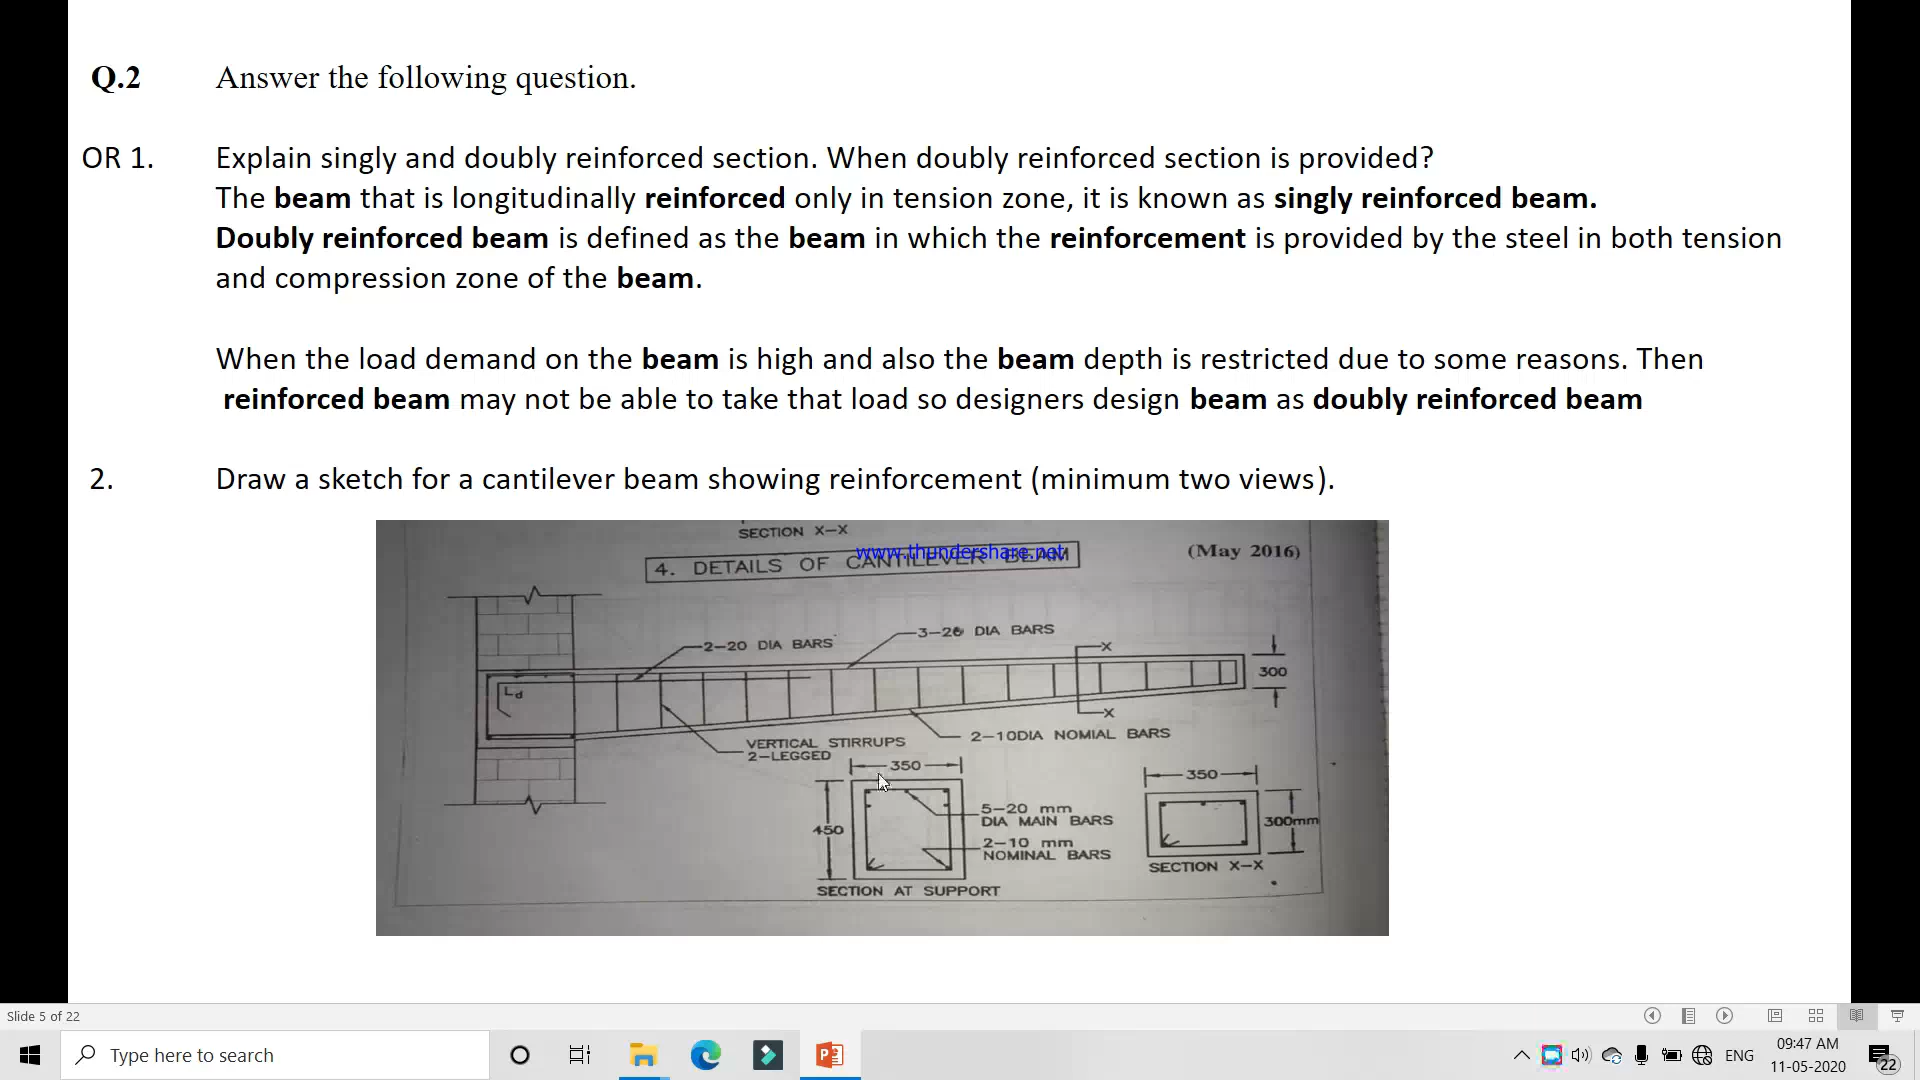 Q.2 Answer the following question.
OR 1. Explain singly and doubly reinforced section. When doubly reinforced section is provided?
The beam that is longitudinally reinforced only in tension zone, it is known as singly reinforced beam.
Doubly reinforced beam is defined as the beam in which the reinforcement is provided by the steel in both tension
and compression zone of the beam.
When the load demand on the beam is high and also the beam depth is restricted due to some reasons. Then
reinforced beam may not be able to take that load so designers design beam as doubly reinforced beam
2. Draw a sketch for a cantilever beam showing reinforcement (minimum two views).
SECTION X-X
www.thundershare.net
4. DETAILS OF CANTILEVER BEAM
(May 2016)
2-20 DIA BARS
3-20 DIA BARS
X
300
Ld
X
2-10DIA NOMIAL BARS
VERTICAL STIRRUPS
2-LEGGED
350
350
450
5-20 mm
DIA MAIN BARS
2-10 mm
NOMINAL BARS
300mm
SECTION X-X
SECTION AT SUPPORT
Slide 5 of 22
Type here to search
ENG
09:47 AM
11-05-2020
22